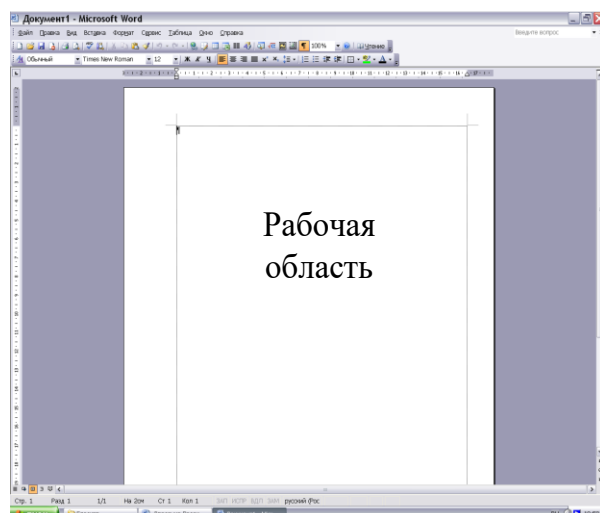 Документ1 - Microsoft Word
Файл Правка Вид Вставка Формат Сервис Таблица Окно Справка
Введите вопрос
100% Чтение
Обычный Times New Roman 12 Ж К Ч
Рабочая
область
Стр. 1 Разд 1 1/1 На 2см Ст 1 Кол 1 ЗАП ИСПР ВДЛ ЗАМ русский (Рос